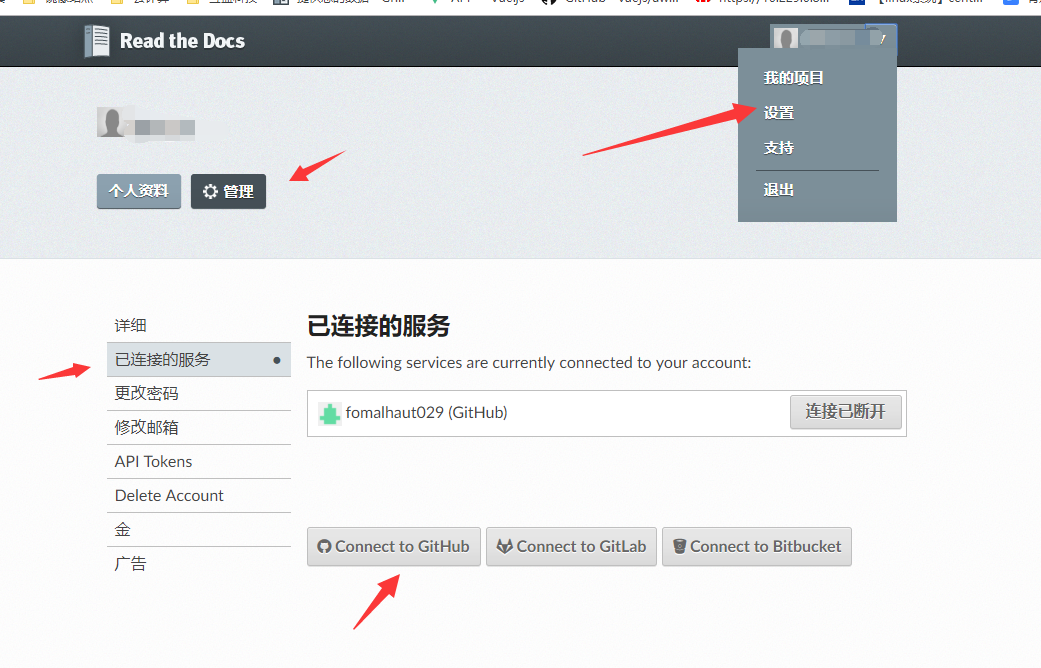 Read the Docs
我的项目
设置
支持
退出
个人资料
管理
详细
已连接的服务
更改密码
修改邮箱
API Tokens
Delete Account
金
广告
已连接的服务
The following services are currently connected to your account:
fomalhaut029 (GitHub)
连接已断开
Connect to GitHub
Connect to GitLab
Connect to Bitbucket